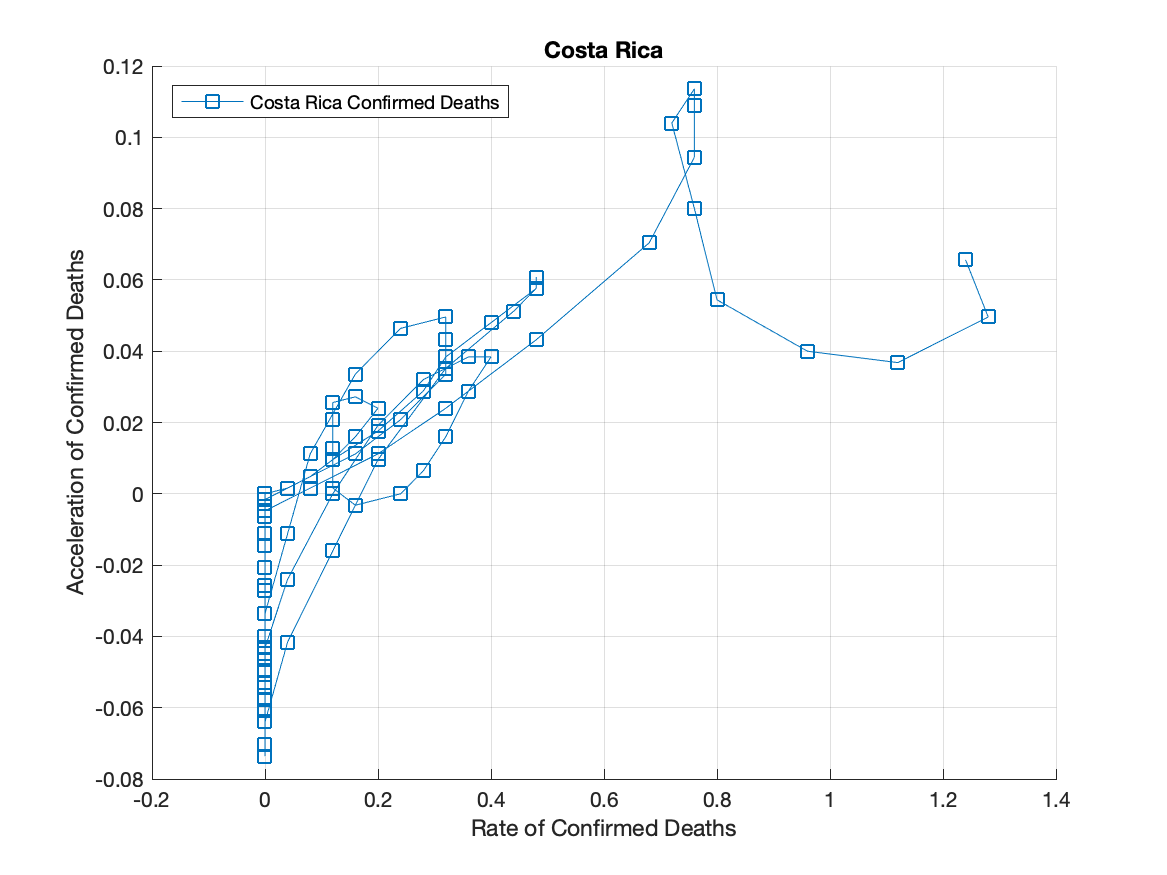 Costa Rica
0.12
Costa Rica Confirmed Deaths
0.1
0.08
0.06
0.04
0.02
0
-0.02
-0.04
-0.06
-0.08
Acceleration of Confirmed Deaths
-0.2 0 0.2 0.4 0.6 0.8 1 1.2 1.4
Rate of Confirmed Deaths